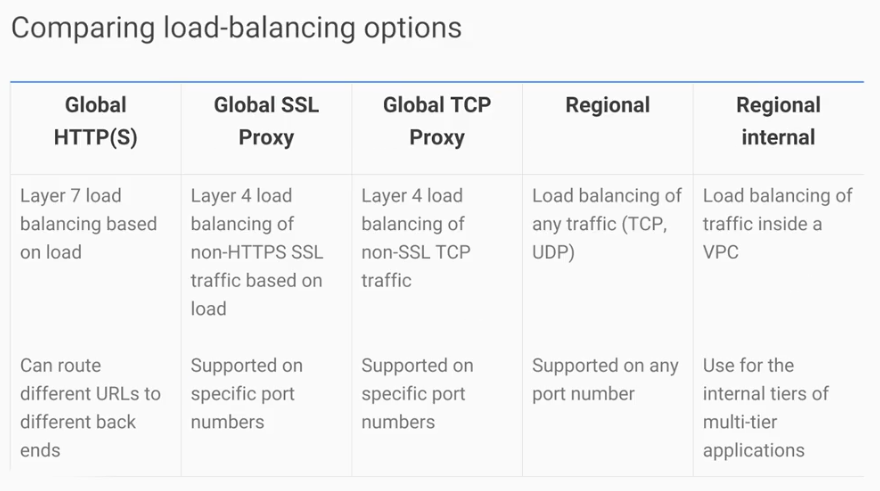 Comparing load-balancing options
Global
HTTP(S)
Global SSL
Proxy
Global TCP
Proxy
Regional
Regional
internal
Layer 7 load
balancing based
on load
Layer 4 load
balancing of
non-HTTPS SSL
traffic based on
load
Layer 4 load
balancing of
non-SSL TCP
traffic
Load balancing of
any traffic (TCP,
UDP)
Load balancing of
traffic inside a
VPC
Can route
different URLs to
different back
ends
Supported on
specific port
numbers
Supported on
specific port
numbers
Supported on any
port number
Use for the
internal tiers of
multi-tier
applications